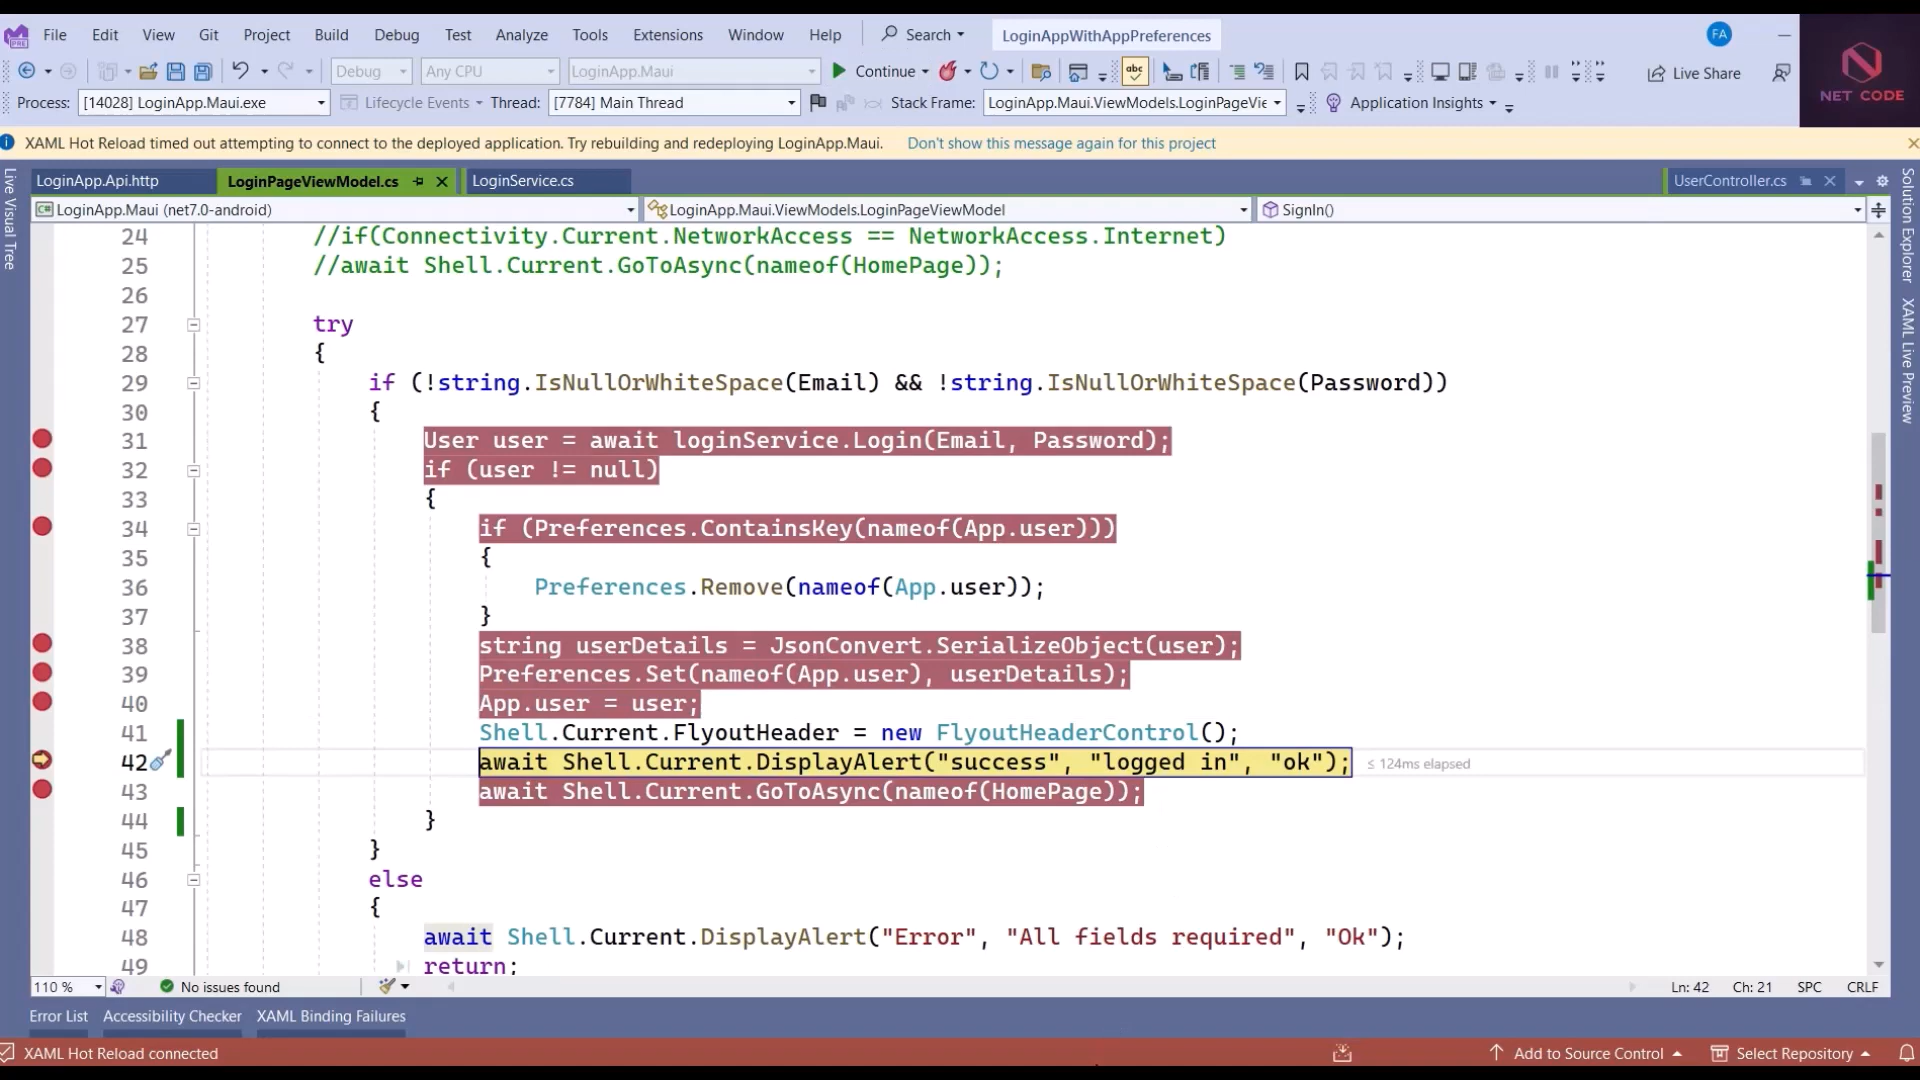 File Edit View Git Project Build Debug Test Analyze Tools Extensions Window Help Search LoginAppWithAppPreferences FA
Debug Any CPU LoginApp.Maui Continue abc Live Share
NET CODE
Process: [14028] LoginApp.Maui.exe Lifecycle Events Thread: [7784] Main Thread Stack Frame: LoginApp.Maui.ViewModels.LoginPageVie Application Insights
XAML Hot Reload timed out attempting to connect to the deployed application. Try rebuilding and redeploying LoginApp.Maui. Don't show this message again for this project
Live Visual Tree
LoginApp.Api.http LoginPageViewModel.cs LoginService.cs UserController.cs
Solution Explorer
XAML Live Preview
LoginApp.Maui (net7.0-android) LoginApp.Maui.ViewModels.LoginPageViewModel SignIn()
24 //if(Connectivity.Current.NetworkAccess == NetworkAccess.Internet)
25 //await Shell.Current.GoToAsync(nameof(HomePage));
26
27 try
28 {
29 if (!string.IsNullOrWhiteSpace(Email) && !string.IsNullOrWhiteSpace(Password))
30 {
31 User user = await loginService.Login(Email, Password);
32 if (user != null)
33 {
34 if (Preferences.ContainsKey(nameof(App.user)))
35 {
36 Preferences.Remove(nameof(App.user));
37 }
38 string userDetails = JsonConvert.SerializeObject(user);
39 Preferences.Set(nameof(App.user), userDetails);
40 App.user = user;
41 Shell.Current.FlyoutHeader = new FlyoutHeaderControl();
42 await Shell.Current.DisplayAlert("success", "logged in", "ok"); ≤ 124ms elapsed
43 await Shell.Current.GoToAsync(nameof(HomePage));
44 }
45 }
46 else
47 {
48 await Shell.Current.DisplayAlert("Error", "All fields required", "Ok");
49 return;
110 % No issues found Ln: 42 Ch: 21 SPC CRLF
Error List Accessibility Checker XAML Binding Failures
XAML Hot Reload connected Add to Source Control Select Repository